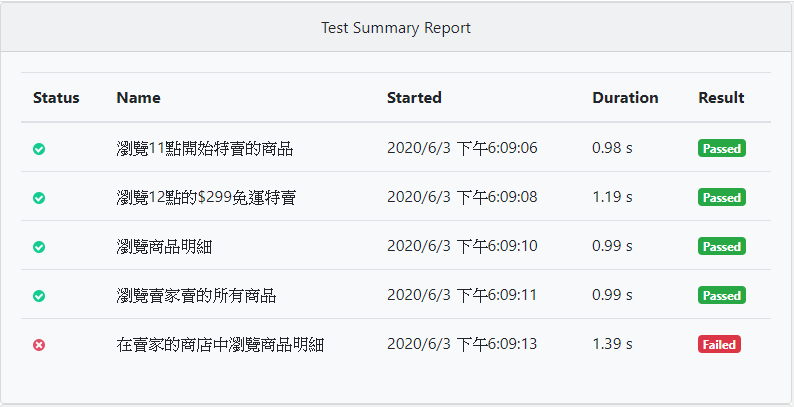 Test Summary Report
Status Name Started Duration Result
瀏覽11點開始特賣的商品 2020/6/3 下午6:09:06 0.98 s Passed
瀏覽12點的$299免運特賣 2020/6/3 下午6:09:08 1.19 s Passed
瀏覽商品明細 2020/6/3 下午6:09:10 0.99 s Passed
瀏覽賣家賣的所有商品 2020/6/3 下午6:09:11 0.99 s Passed
在賣家的商店中瀏覽商品明細 2020/6/3 下午6:09:13 1.39 s Failed